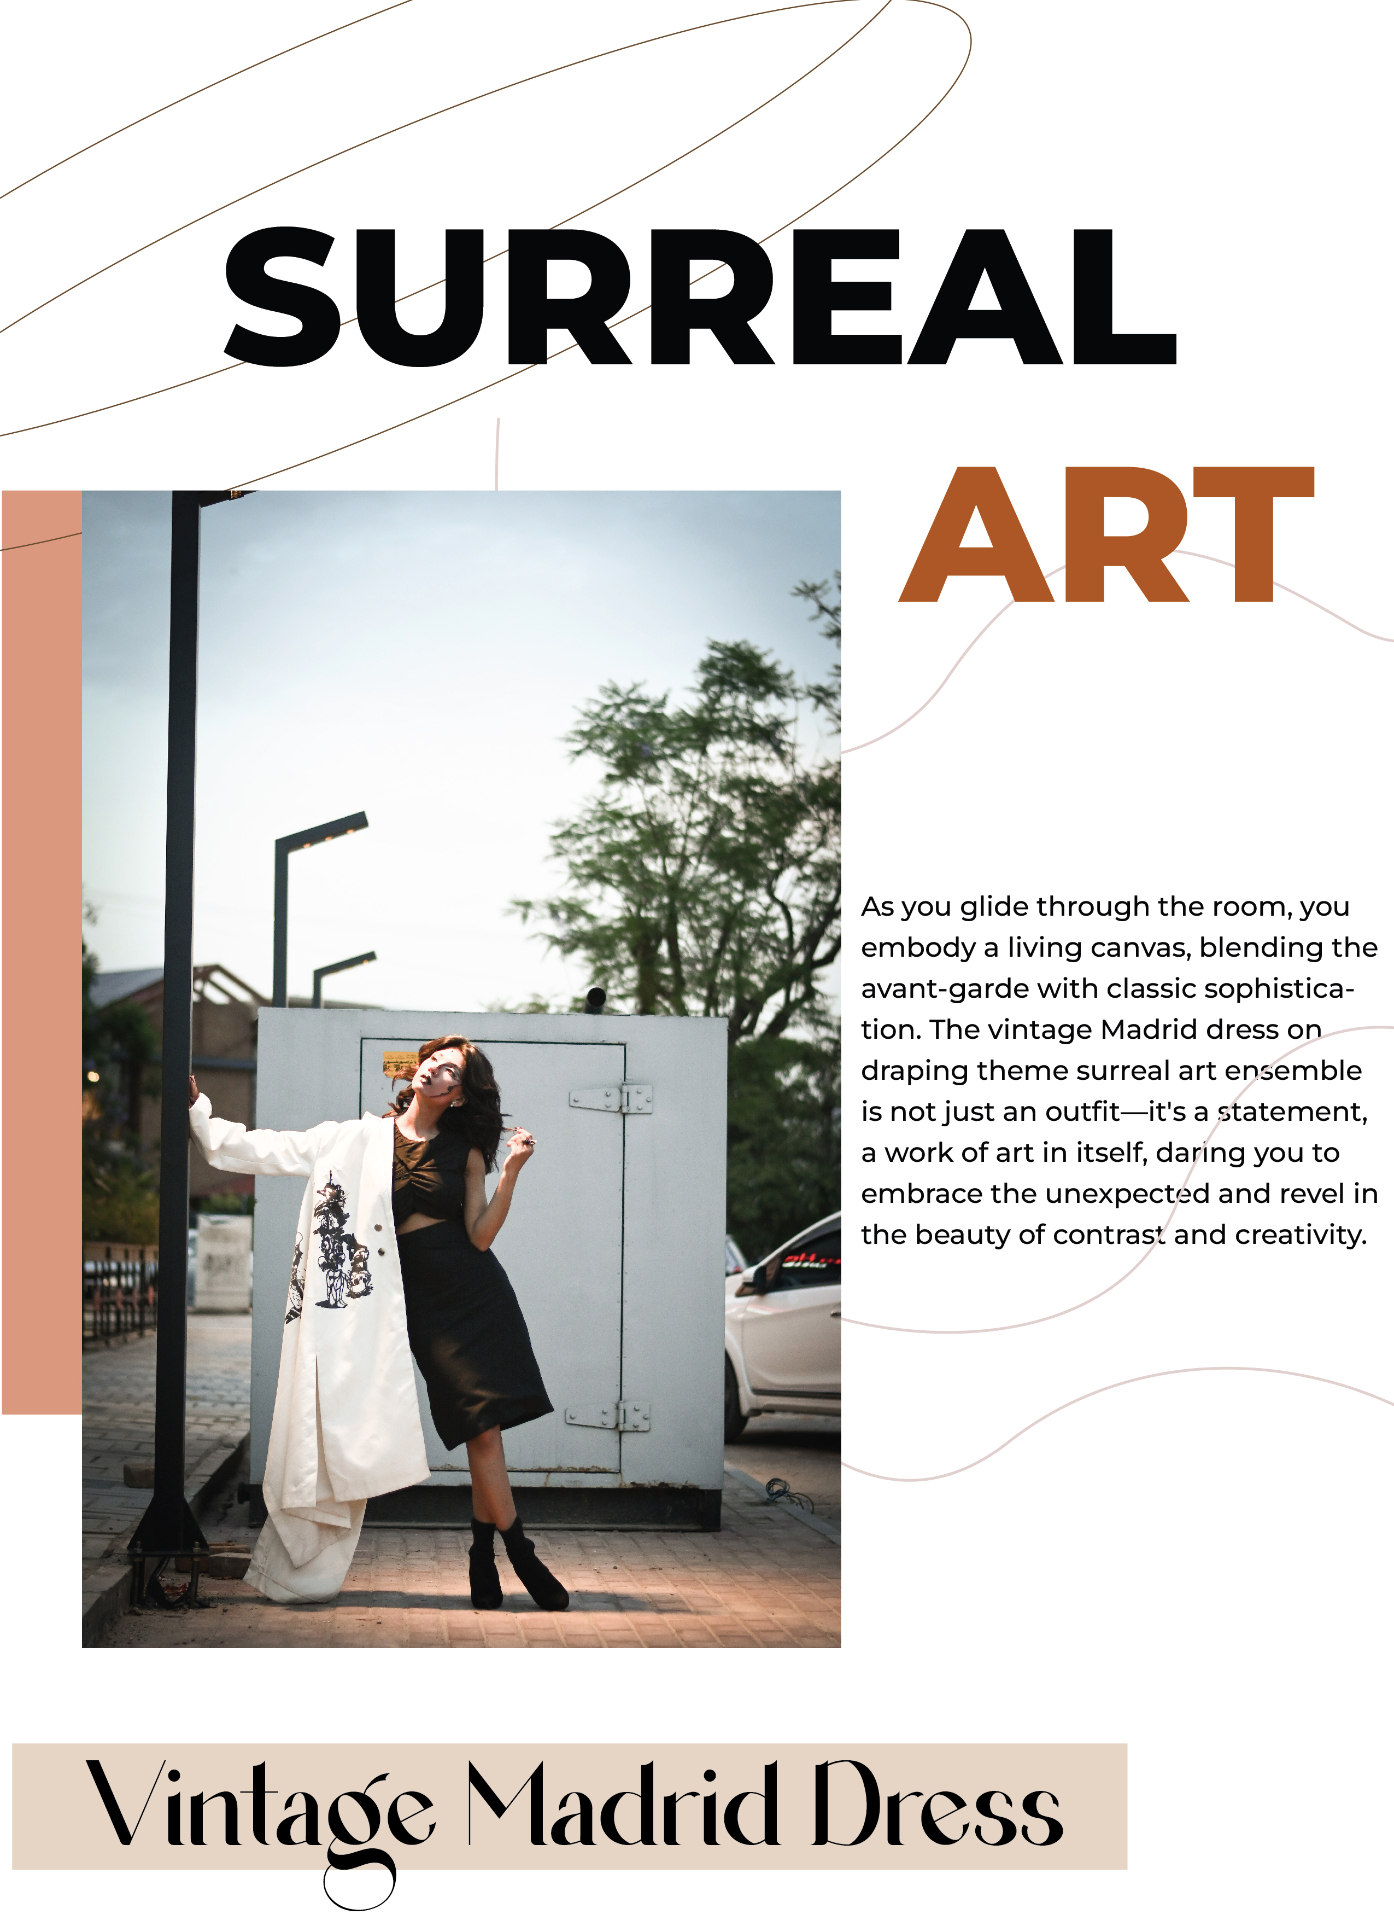 SURREAL
ART
As you glide through the room, you
embody a living canvas, blending the
avant-garde with classic sophistica-
tion. The vintage Madrid dress on
draping theme surreal art ensemble
is not just an outfit—it's a statement,
a work of art in itself, daring you to
embrace the unexpected and revel in
the beauty of contrast and creativity.
Vintage Madrid Dress